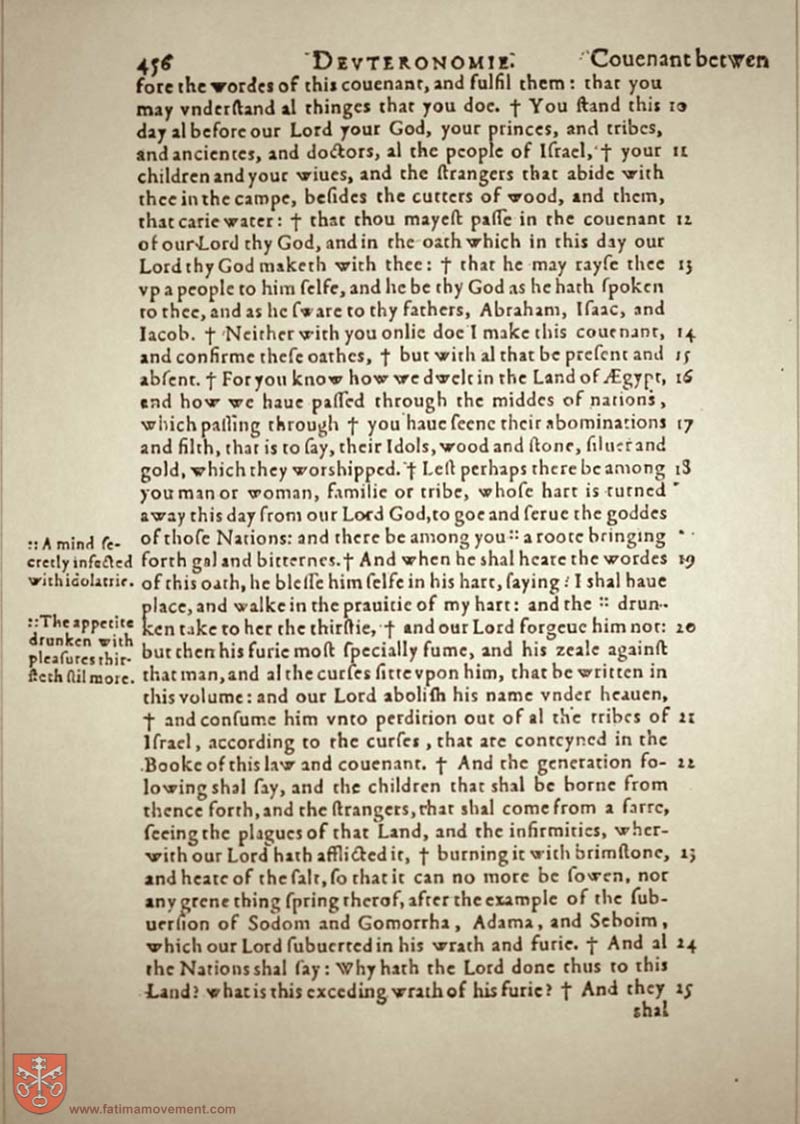 456 DEVTERONOMIE. Couenant betwen
fore the wordes of this couenant, and fulfil them: that you
may vnderſtand al thinges that you doe. † You ſtand this 10
day al before our Lord your God, your princes, and tribes,
and ancientes, and doctors, al the people of Iſrael, † your 11
children and your wiues, and the ſtrangers that abide with
thee in the campe, beſides the cutters of wood, and them,
that carie water: † that thou mayeſt paſſe in the couenant 12
of our Lord thy God, and in the oath which in this day our
Lord thy God maketh with thee: † that he may rayſe thee 13
vp a people to him ſelfe, and he be thy God as he hath ſpoken
to thee, and as he ſware to thy fathers, Abraham, Iſaac, and
Iacob. † Neither with you onlie doe I make this couenant, 14
and confirme theſe oathes, † but with al that be preſent and 15
abſent. † For you know how we dwelt in the Land of Ægypt, 16
and how we haue paſſed through the middes of nations,
which paſſing through † you haue ſeene their abominations 17
and filth, that is to ſay, their Idols, wood and ſtone, ſiluer and
gold, which they worshipped. † Leſt perhaps there be among 18
you man or woman, familie or tribe, whoſe hart is turned
away this day from our Lord God, to goe and ſerue the goddes
of thoſe Nations: and there be among you :: a roote bringing
forth gal and bitternes. † And when he shal heare the wordes 19
of this oath, he bleſſe him ſelfe in his hart, ſaying: I shal haue
place, and walke in the prauitie of my hart: and the :: drun-
ken take to her the thirſtie, † and our Lord forgeue him not: 20
but then his furie moſt ſpecially fume, and his zeale againſt
that man, and al the curſes ſitte vpon him, that be written in
this volume: and our Lord aboliſh his name vnder heauen,
† and conſume him vnto perdition out of al the tribes of 21
Iſrael, according to the curſes, that are conteyned in the
Booke of this law and couenant. † And the generation fo- 22
lowing shal ſay, and the children that shal be borne from
thence forth, and the ſtrangers, that shal come from a farre,
ſeeing the plagues of that Land, and the infirmities, wher-
with our Lord hath afflicted it, † burning it with brimſtone, 23
and heate of the ſalt, ſo that it can no more be ſowen, nor
any grene thing ſpring therof, after the example of the ſub-
uerſion of Sodom and Gomorrha, Adama, and Seboim,
which our Lord ſubuerted in his wrath and furie. † And al 24
the Nations shal ſay: Why hath the Lord done thus to this
Land? what is this exceding wrath of his furie? † And they 25
shal
:: A mind ſe-
cretly infected
with idolatrie.
:: The appetite
drunken with
pleaſures thir-
ſteth ſtil more.
www.fatimamovement.com